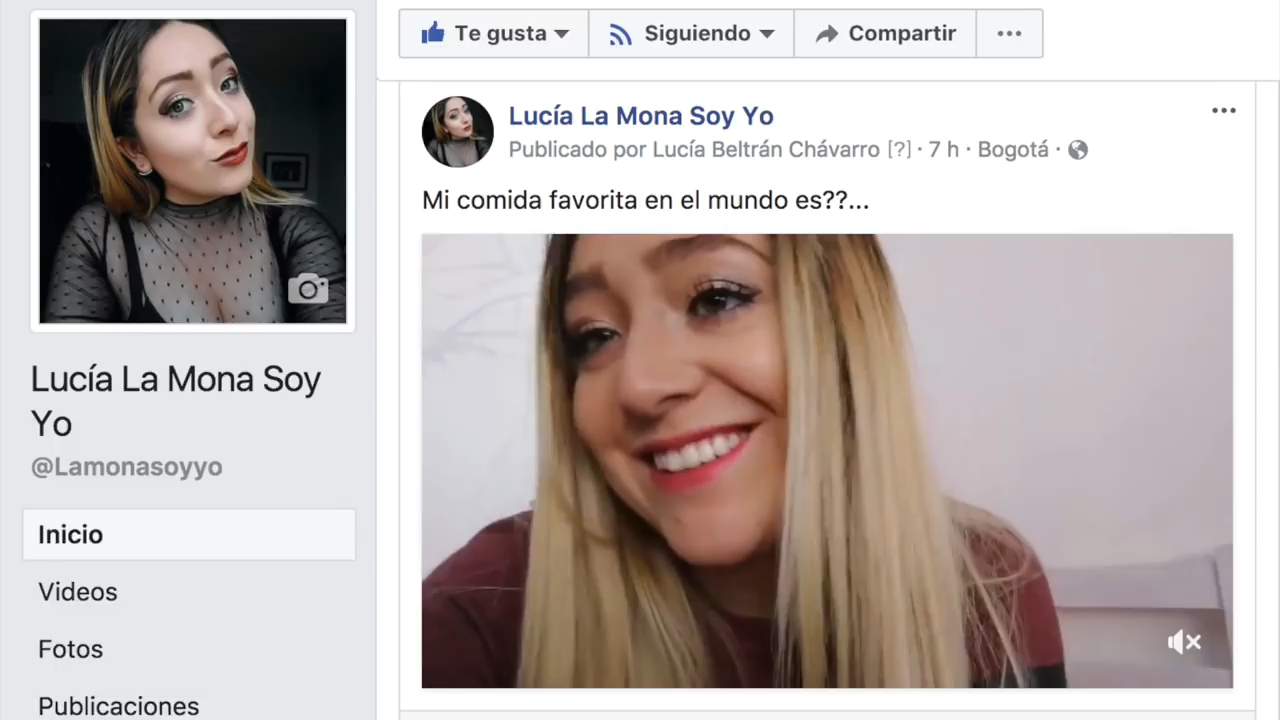 Te gusta
Siguiendo
Compartir
Lucía La Mona Soy Yo
Publicado por Lucía Beltrán Chávarro [?] · 7 h · Bogotá ·
Mi comida favorita en el mundo es??...
Lucía La Mona Soy
Yo
@Lamonasoyyo
Inicio
Videos
Fotos
Publicaciones